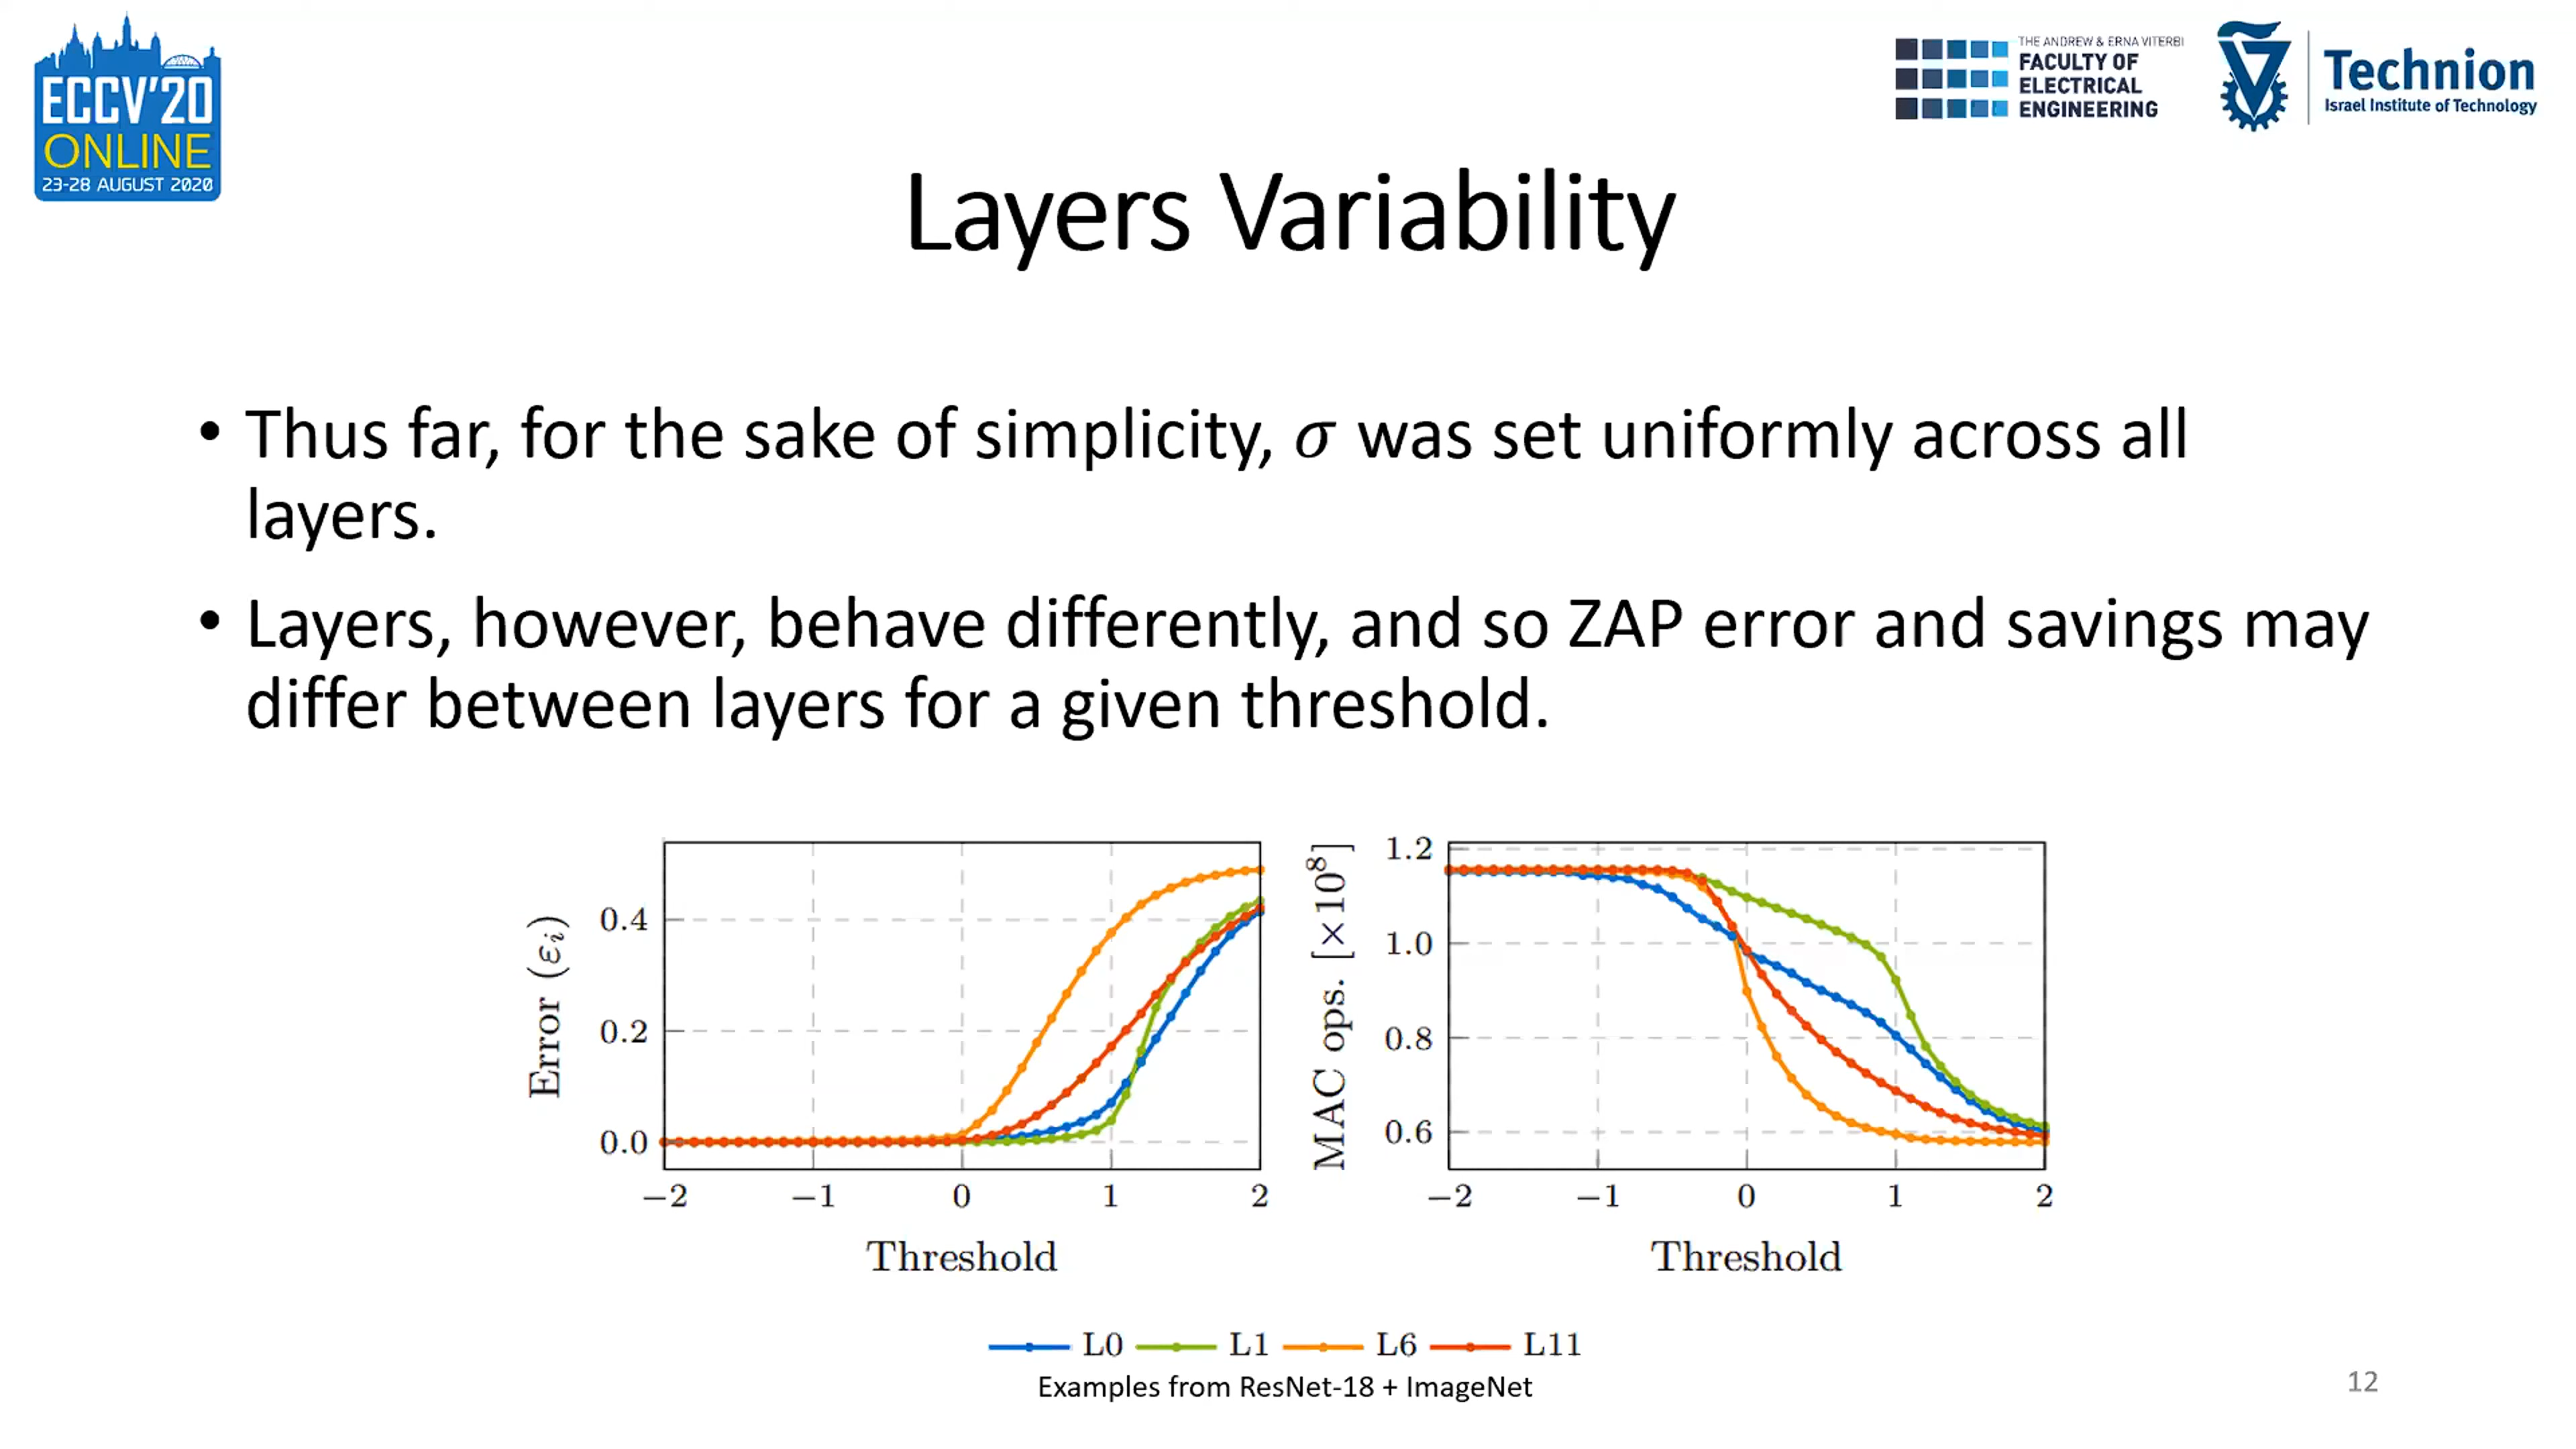 ECCV'20
ONLINE
23-28 AUGUST 2020
THE ANDREW & ERNA VITERBI
FACULTY OF
ELECTRICAL
ENGINEERING
Technion
Israel Institute of Technology
Layers Variability
• Thus far, for the sake of simplicity, σ was set uniformly across all
layers.
• Layers, however, behave differently, and so ZAP error and savings may
differ between layers for a given threshold.
Error (εᵢ)
0.4
0.2
0.0
−2 −1 0 1 2
Threshold
MAC ops. [×10⁸]
1.2
1.0
0.8
0.6
−2 −1 0 1 2
Threshold
L0 L1 L6 L11
Examples from ResNet-18 + ImageNet
12